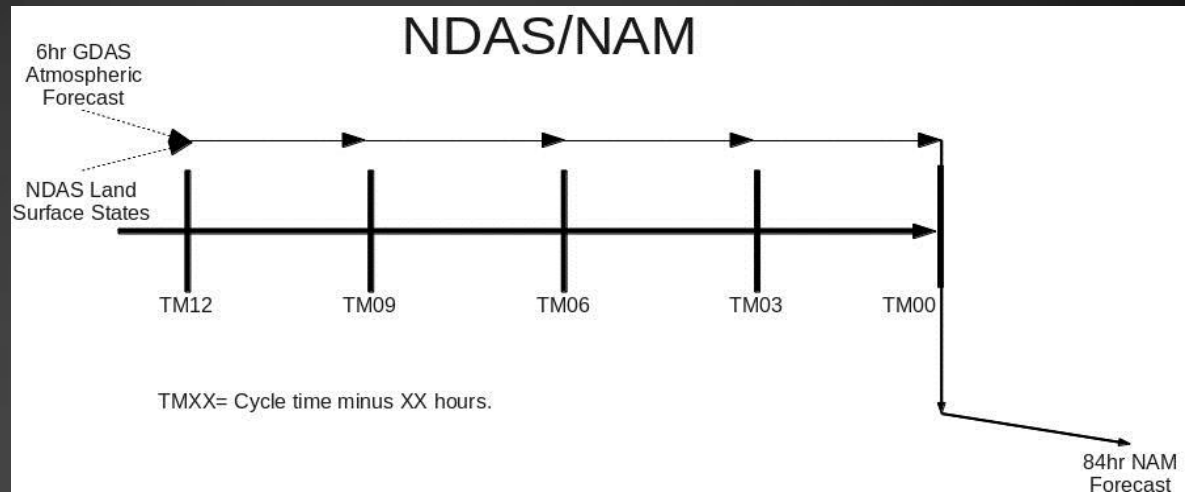 NDAS/NAM
6hr GDAS
Atmospheric
Forecast
NDAS Land
Surface States
TM12
TM09
TM06
TM03
TM00
TMXX= Cycle time minus XX hours.
84hr NAM
Forecast